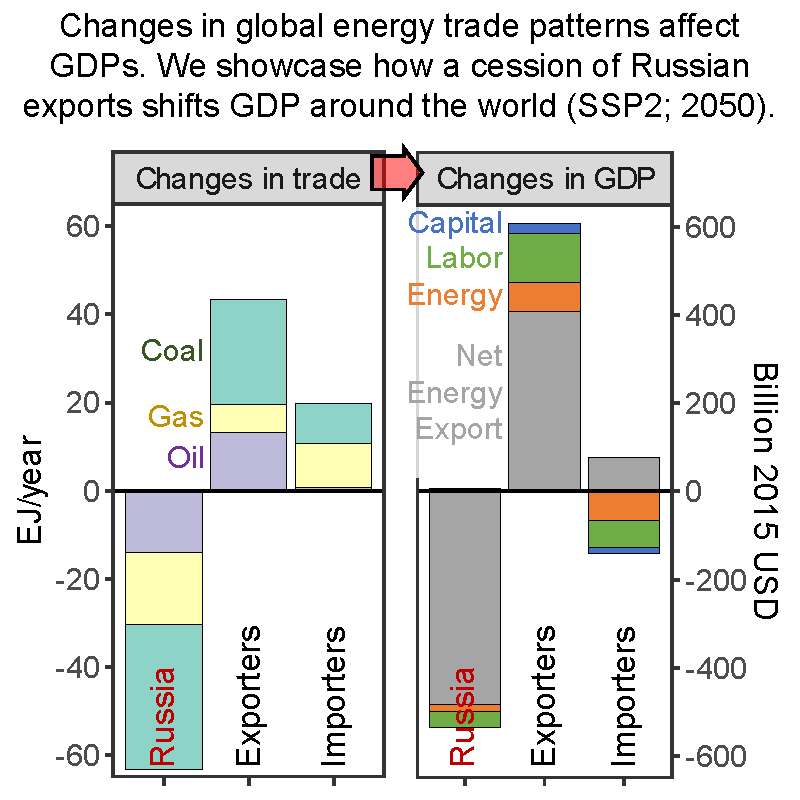 Changes in global energy trade patterns affect
GDPs. We showcase how a cession of Russian
exports shifts GDP around the world (SSP2; 2050).
Changes in trade
Changes in GDP
EJ/year
60
40
20
0
-20
-40
-60
Coal
Gas
Oil
Russia
Exporters
Importers
Capital
Labor
Energy
Net
Energy
Export
Russia
Exporters
Importers
600
400
200
0
-200
-400
-600
Billion 2015 USD